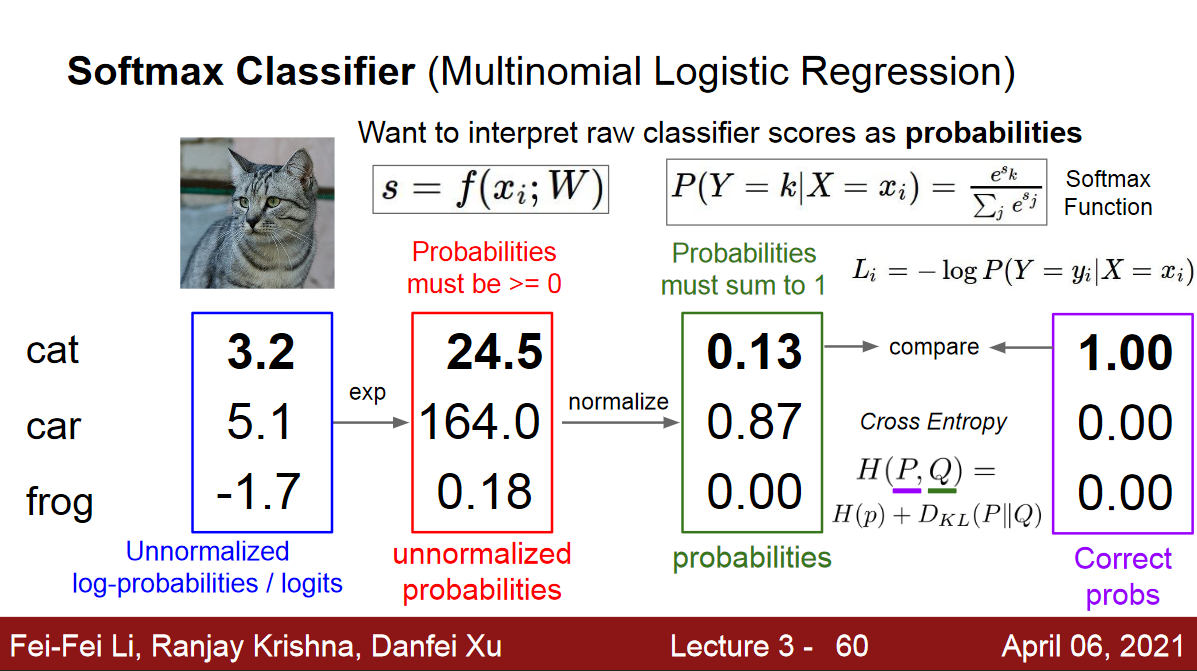 Softmax Classifier (Multinomial Logistic Regression)
Want to interpret raw classifier scores as probabilities
s = f(x_i; W)
P(Y = k|X = x_i) = e^{s_k} / ∑_j e^{s_j}
Softmax
Function
Probabilities
must be >= 0
Probabilities
must sum to 1
L_i = − log P(Y = y_i|X = x_i)
cat 3.2 24.5 0.13 compare 1.00
exp
normalize
car 5.1 164.0 0.87 Cross Entropy 0.00
H(P, Q) =
frog -1.7 0.18 0.00 0.00
H(p) + D_{KL}(P‖Q)
Unnormalized
log-probabilities / logits
unnormalized
probabilities
probabilities
Correct
probs
Fei-Fei Li, Ranjay Krishna, Danfei Xu Lecture 3 - 60 April 06, 2021